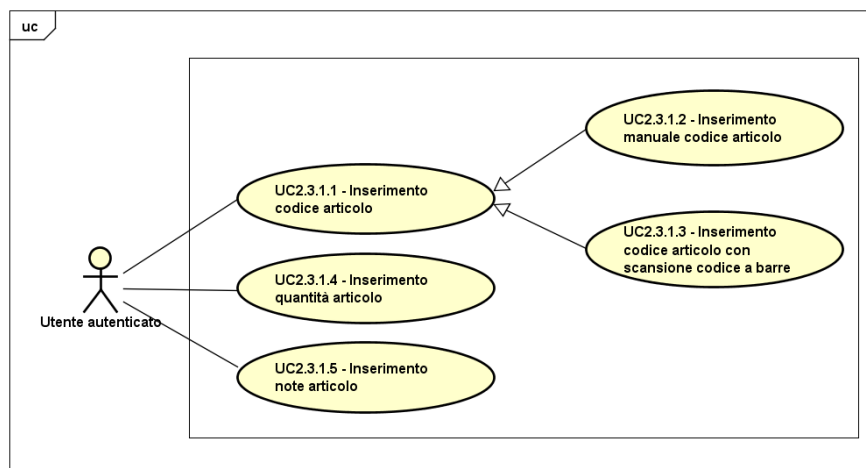 uc
UC2.3.1.2 - Inserimento
manuale codice articolo
UC2.3.1.1 - Inserimento
codice articolo
UC2.3.1.3 - Inserimento
codice articolo con
scansione codice a barre
UC2.3.1.4 - Inserimento
quantità articolo
Utente autenticato
UC2.3.1.5 - Inserimento
note articolo